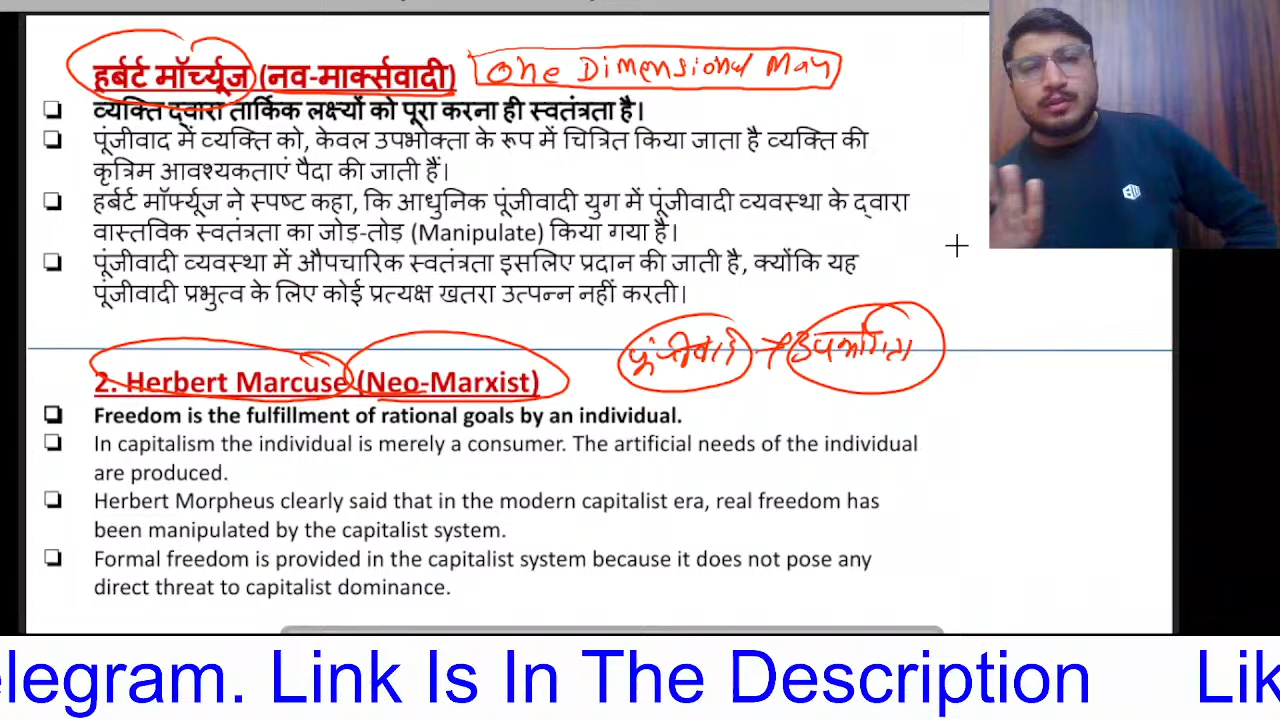 हर्बर्ट मॉर्च्यूज (नव-मार्क्सवादी) One Dimensional Man
❑ व्यक्ति द्वारा तार्किक लक्ष्यों को पूरा करना ही स्वतंत्रता है।
❑ पूंजीवाद में व्यक्ति को, केवल उपभोक्ता के रूप में चित्रित किया जाता है व्यक्ति की
कृत्रिम आवश्यकताएं पैदा की जाती हैं।
❑ हर्बर्ट मॉर्फ्यूज ने स्पष्ट कहा, कि आधुनिक पूंजीवादी युग में पूंजीवादी व्यवस्था के द्वारा
वास्तविक स्वतंत्रता का जोड़-तोड़ (Manipulate) किया गया है।
❑ पूंजीवादी व्यवस्था में औपचारिक स्वतंत्रता इसलिए प्रदान की जाती है, क्योंकि यह
पूंजीवादी प्रभुत्व के लिए कोई प्रत्यक्ष खतरा उत्पन्न नहीं करती।
2. Herbert Marcuse (Neo-Marxist)
❑ Freedom is the fulfillment of rational goals by an individual.
❑ In capitalism the individual is merely a consumer. The artificial needs of the individual
are produced.
❑ Herbert Morpheus clearly said that in the modern capitalist era, real freedom has
been manipulated by the capitalist system.
❑ Formal freedom is provided in the capitalist system because it does not pose any
direct threat to capitalist dominance.
elegram. Link Is In The Description Lik